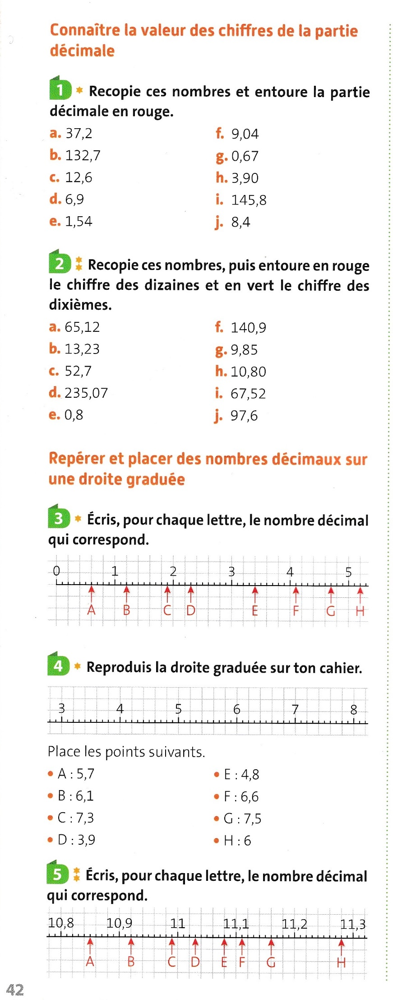 Connaître la valeur des chiffres de la partie
décimale
1 * Recopie ces nombres et entoure la partie
décimale en rouge.
a. 37,2
b. 132,7
c. 12,6
d. 6,9
e. 1,54
f. 9,04
g. 0,67
h. 3,90
i. 145,8
j. 8,4
2 ** Recopie ces nombres, puis entoure en rouge
le chiffre des dizaines et en vert le chiffre des
dixièmes.
a. 65,12
b. 13,23
c. 52,7
d. 235,07
e. 0,8
f. 140,9
g. 9,85
h. 10,80
i. 67,52
j. 97,6
Repérer et placer des nombres décimaux sur
une droite graduée
3 * Écris, pour chaque lettre, le nombre décimal
qui correspond.
0 1 2 3 4 5
A B C D E F G H
4 * Reproduis la droite graduée sur ton cahier.
3 4 5 6 7 8
Place les points suivants.
• A : 5,7
• B : 6,1
• C : 7,3
• D : 3,9
• E : 4,8
• F : 6,6
• G : 7,5
• H : 6
5 ** Écris, pour chaque lettre, le nombre décimal
qui correspond.
10,8 10,9 11 11,1 11,2 11,3
A B C D E F G H
42